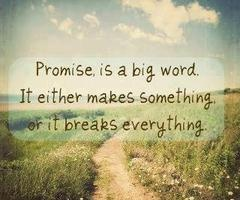 Promise, is a big word.
It either makes something,
or it breaks everything.